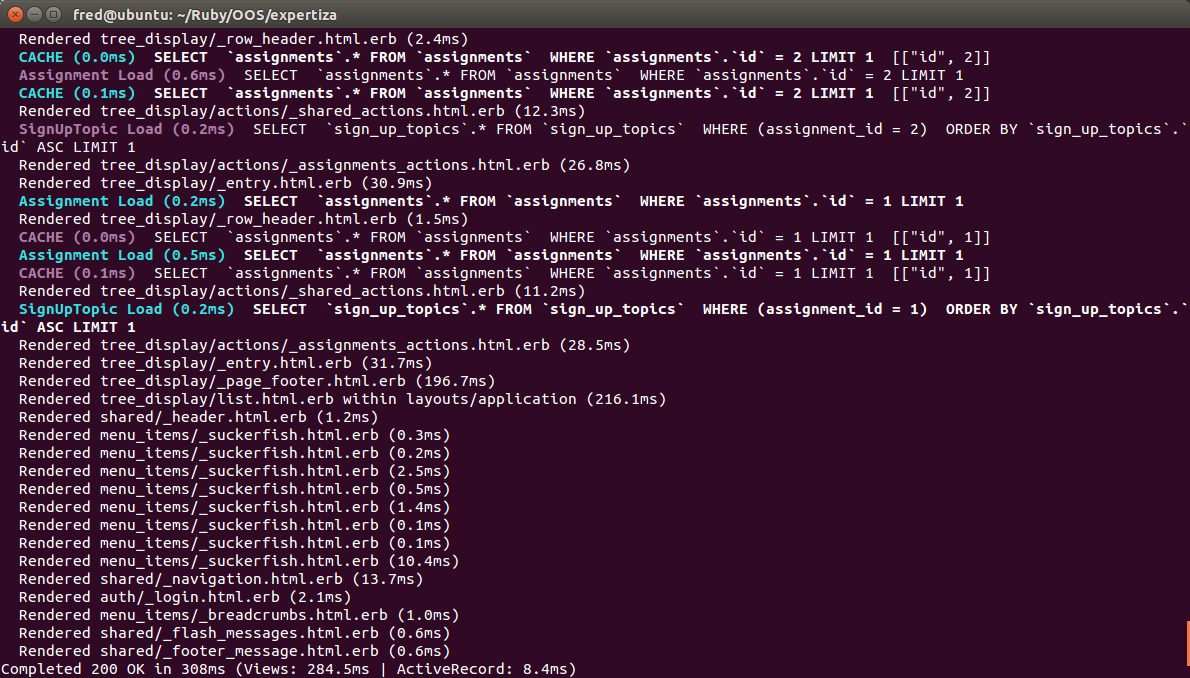 fred@ubuntu: ~/Ruby/OOS/expertiza
Rendered tree_display/_row_header.html.erb (2.4ms)
CACHE (0.0ms)  SELECT  `assignments`.* FROM `assignments`  WHERE `assignments`.`id` = 2 LIMIT 1  [["id", 2]]
Assignment Load (0.6ms)  SELECT  `assignments`.* FROM `assignments`  WHERE `assignments`.`id` = 2 LIMIT 1
CACHE (0.1ms)  SELECT  `assignments`.* FROM `assignments`  WHERE `assignments`.`id` = 2 LIMIT 1  [["id", 2]]
Rendered tree_display/actions/_shared_actions.html.erb (12.3ms)
SignUpTopic Load (0.2ms)  SELECT  `sign_up_topics`.* FROM `sign_up_topics`  WHERE (assignment_id = 2)  ORDER BY `sign_up_topics`.`
id` ASC LIMIT 1
Rendered tree_display/actions/_assignments_actions.html.erb (26.8ms)
Rendered tree_display/_entry.html.erb (30.9ms)
Assignment Load (0.2ms)  SELECT  `assignments`.* FROM `assignments`  WHERE `assignments`.`id` = 1 LIMIT 1
Rendered tree_display/_row_header.html.erb (1.5ms)
CACHE (0.0ms)  SELECT  `assignments`.* FROM `assignments`  WHERE `assignments`.`id` = 1 LIMIT 1  [["id", 1]]
Assignment Load (0.5ms)  SELECT  `assignments`.* FROM `assignments`  WHERE `assignments`.`id` = 1 LIMIT 1
CACHE (0.1ms)  SELECT  `assignments`.* FROM `assignments`  WHERE `assignments`.`id` = 1 LIMIT 1  [["id", 1]]
Rendered tree_display/actions/_shared_actions.html.erb (11.2ms)
SignUpTopic Load (0.2ms)  SELECT  `sign_up_topics`.* FROM `sign_up_topics`  WHERE (assignment_id = 1)  ORDER BY `sign_up_topics`.`
id` ASC LIMIT 1
Rendered tree_display/actions/_assignments_actions.html.erb (28.5ms)
Rendered tree_display/_entry.html.erb (31.7ms)
Rendered tree_display/_page_footer.html.erb (196.7ms)
Rendered tree_display/list.html.erb within layouts/application (216.1ms)
Rendered shared/_header.html.erb (1.2ms)
Rendered menu_items/_suckerfish.html.erb (0.3ms)
Rendered menu_items/_suckerfish.html.erb (0.2ms)
Rendered menu_items/_suckerfish.html.erb (2.5ms)
Rendered menu_items/_suckerfish.html.erb (0.5ms)
Rendered menu_items/_suckerfish.html.erb (1.4ms)
Rendered menu_items/_suckerfish.html.erb (0.1ms)
Rendered menu_items/_suckerfish.html.erb (0.1ms)
Rendered menu_items/_suckerfish.html.erb (10.4ms)
Rendered shared/_navigation.html.erb (13.7ms)
Rendered auth/_login.html.erb (2.1ms)
Rendered menu_items/_breadcrumbs.html.erb (1.0ms)
Rendered shared/_flash_messages.html.erb (0.6ms)
Rendered shared/_footer_message.html.erb (0.6ms)
Completed 200 OK in 308ms (Views: 284.5ms | ActiveRecord: 8.4ms)